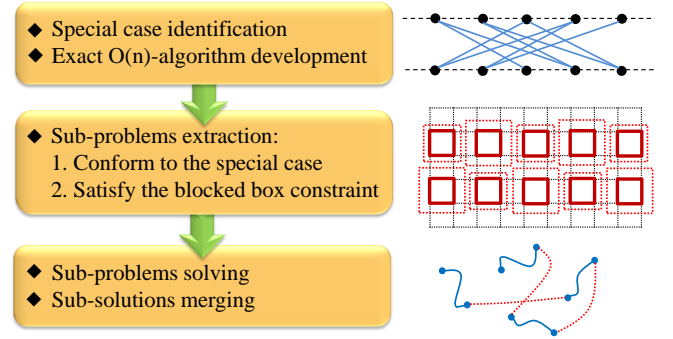 ◆ Special case identification
◆ Exact O(n)-algorithm development
◆ Sub-problems extraction:
1. Conform to the special case
2. Satisfy the blocked box constraint
◆ Sub-problems solving
◆ Sub-solutions merging